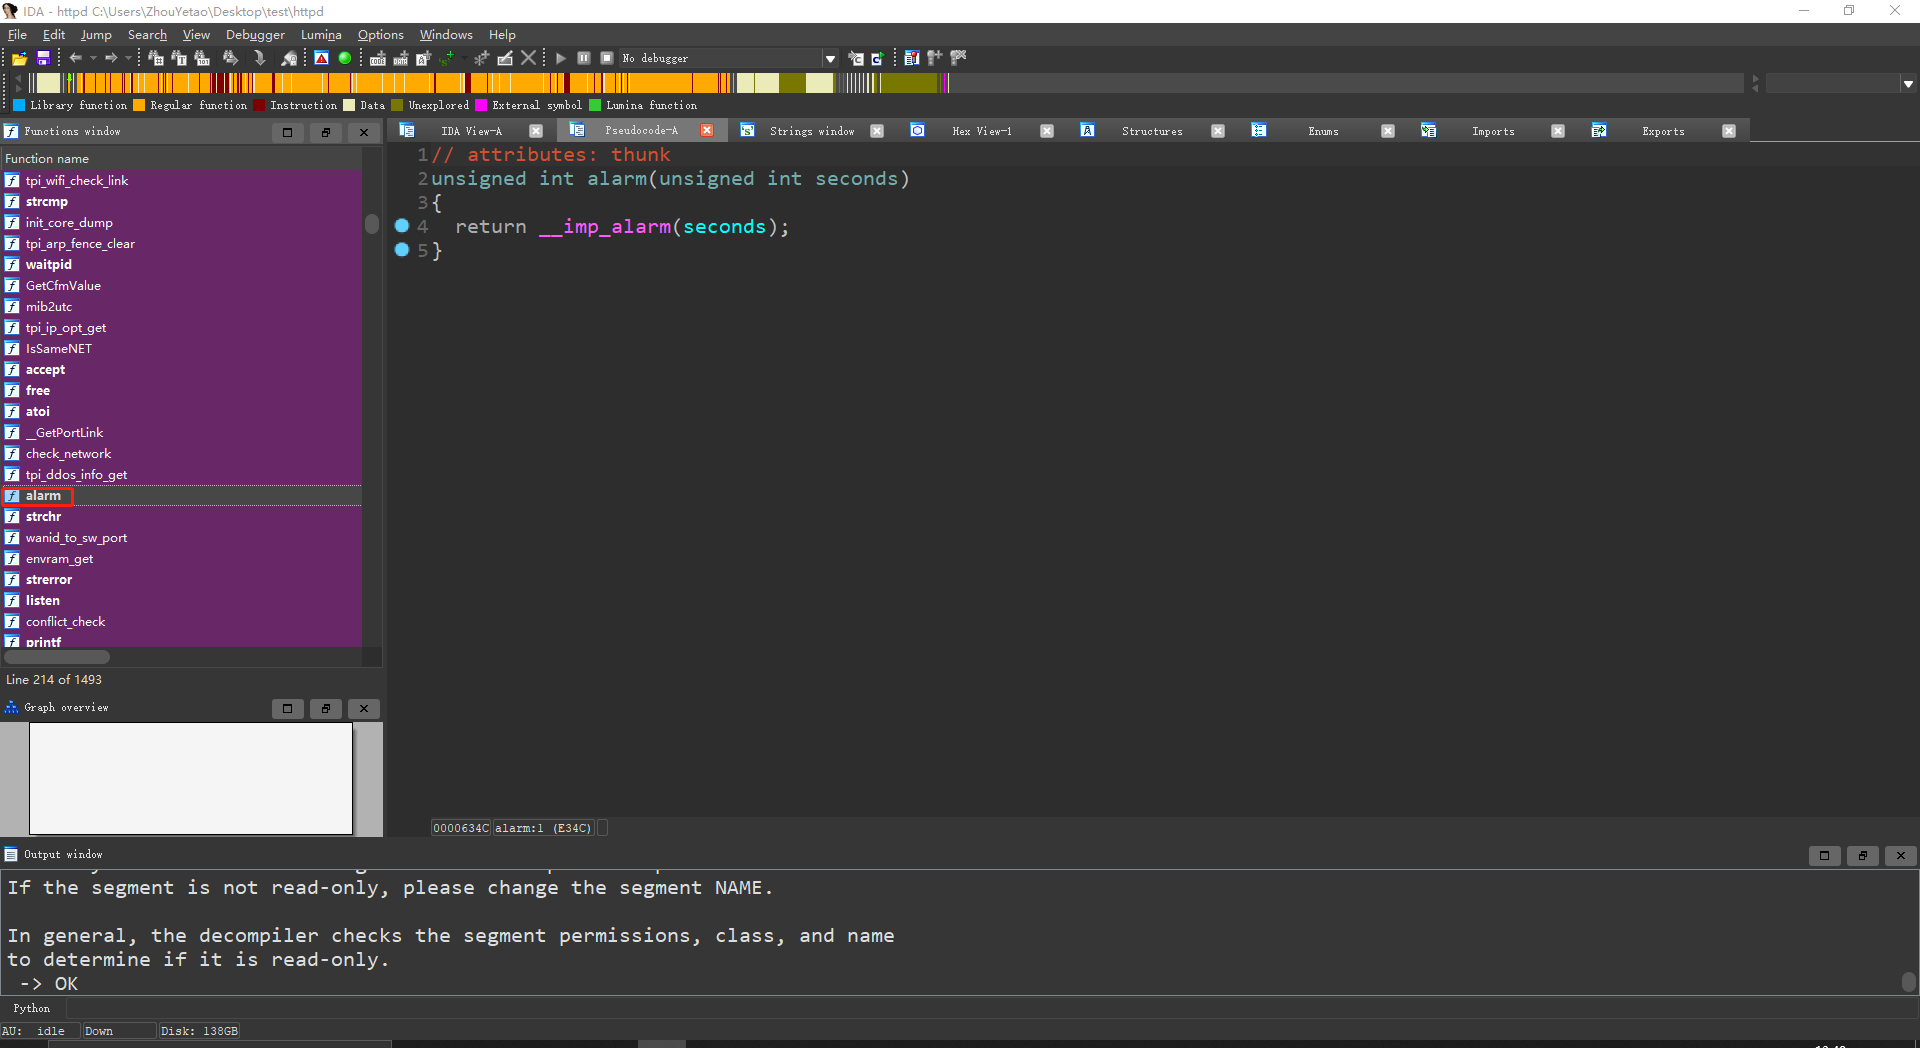 IDA - httpd C:\Users\ZhouYetao\Desktop\test\httpd
File Edit Jump Search View Debugger Lumina Options Windows Help
No debugger
Library function Regular function Instruction Data Unexplored External symbol Lumina function
Functions window
Function name
tpi_wifi_check_link
strcmp
init_core_dump
tpi_arp_fence_clear
waitpid
GetCfmValue
mib2utc
tpi_ip_opt_get
IsSameNET
accept
free
atoi
__GetPortLink
check_network
tpi_ddos_info_get
alarm
strchr
wanid_to_sw_port
envram_get
strerror
listen
conflict_check
printf
Line 214 of 1493
Graph overview
IDA View-A Pseudocode-A Strings window Hex View-1 Structures Enums Imports Exports
1 // attributes: thunk
2 unsigned int alarm(unsigned int seconds)
3 {
4 return __imp_alarm(seconds);
5 }
0000634C alarm:1 (E34C)
Output window
If the segment is not read-only, please change the segment NAME.
In general, the decompiler checks the segment permissions, class, and name
to determine if it is read-only.
-> OK
Python
AU: idle Down Disk: 138GB